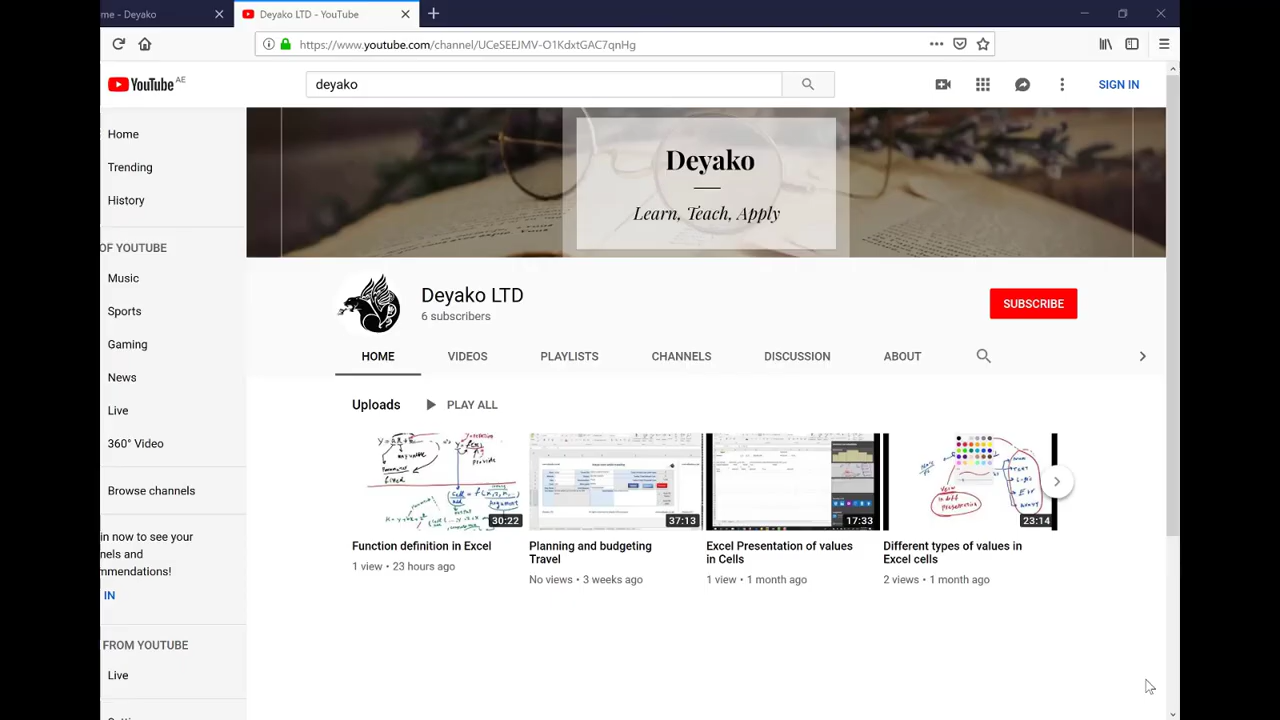 me - Deyako
Deyako LTD - YouTube
https://www.youtube.com/channel/UCeSEEJMV-O1KdxtGAC7qnHg
YouTube AE
deyako
SIGN IN
Home
Trending
History
OF YOUTUBE
Music
Sports
Gaming
News
Live
360° Video
Browse channels
in now to see your
nels and
mmendations!
IN
FROM YOUTUBE
Live
Deyako
Learn, Teach, Apply
Deyako LTD
6 subscribers
SUBSCRIBE
HOME VIDEOS PLAYLISTS CHANNELS DISCUSSION ABOUT
Uploads PLAY ALL
30:22
37:13
17:33
23:14
Function definition in Excel
1 view • 23 hours ago
Planning and budgeting
Travel
No views • 3 weeks ago
Excel Presentation of values
in Cells
1 view • 1 month ago
Different types of values in
Excel cells
2 views • 1 month ago